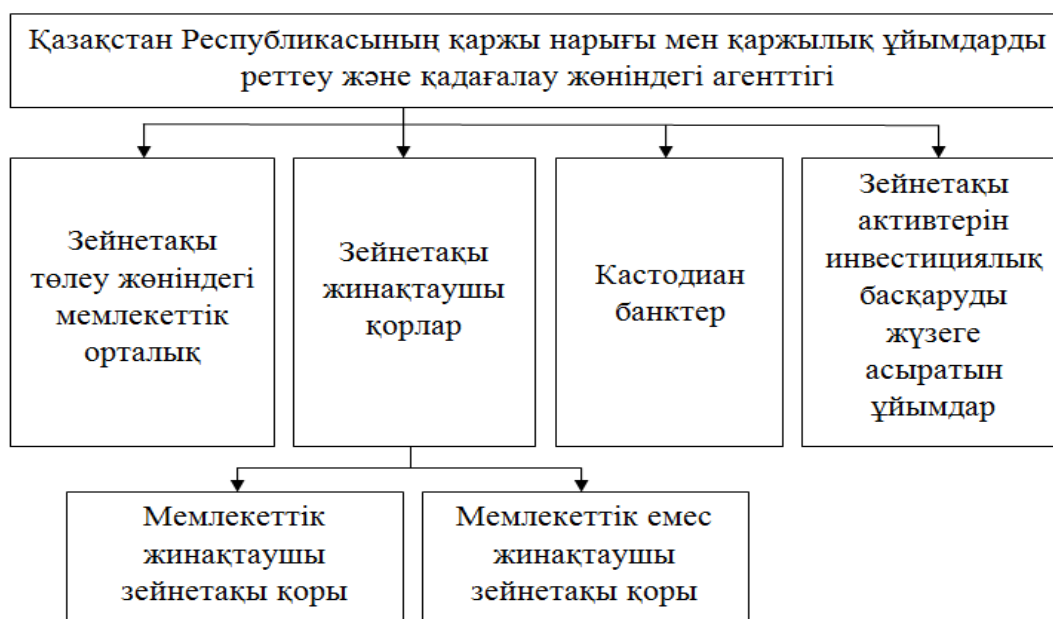 Қазақстан Республикасының қаржы нарығы мен қаржылық ұйымдарды
реттеу және қадағалау жөніндегі агенттігі
Зейнетақы
төлеу жөніндегі
мемлекеттік
орталық
Зейнетақы
жинақтаушы
қорлар
Кастодиан
банктер
Зейнетақы
активтерін
инвестициялық
басқаруды
жүзеге
асыратын
ұйымдар
Мемлекеттік
жинақтаушы
зейнетақы қоры
Мемлекеттік емес
жинақтаушы
зейнетақы қоры